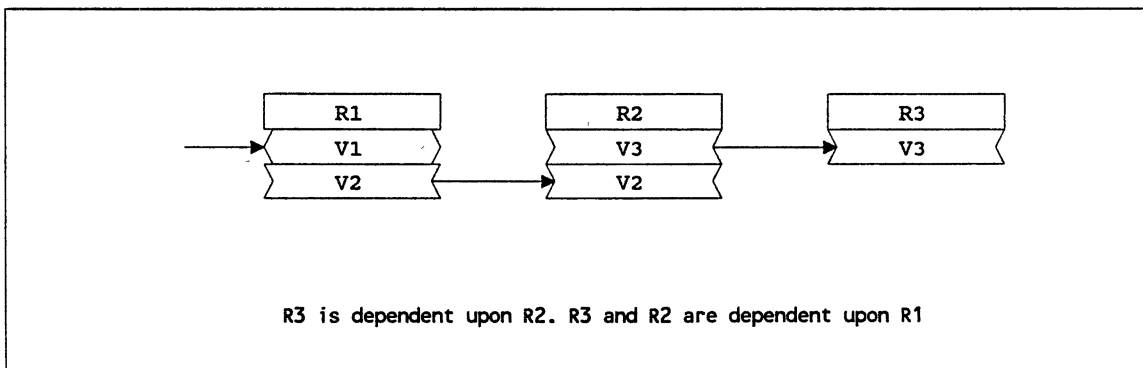 R1 R2 R3
V1 V3 V3
V2 V2
R3 is dependent upon R2. R3 and R2 are dependent upon R1